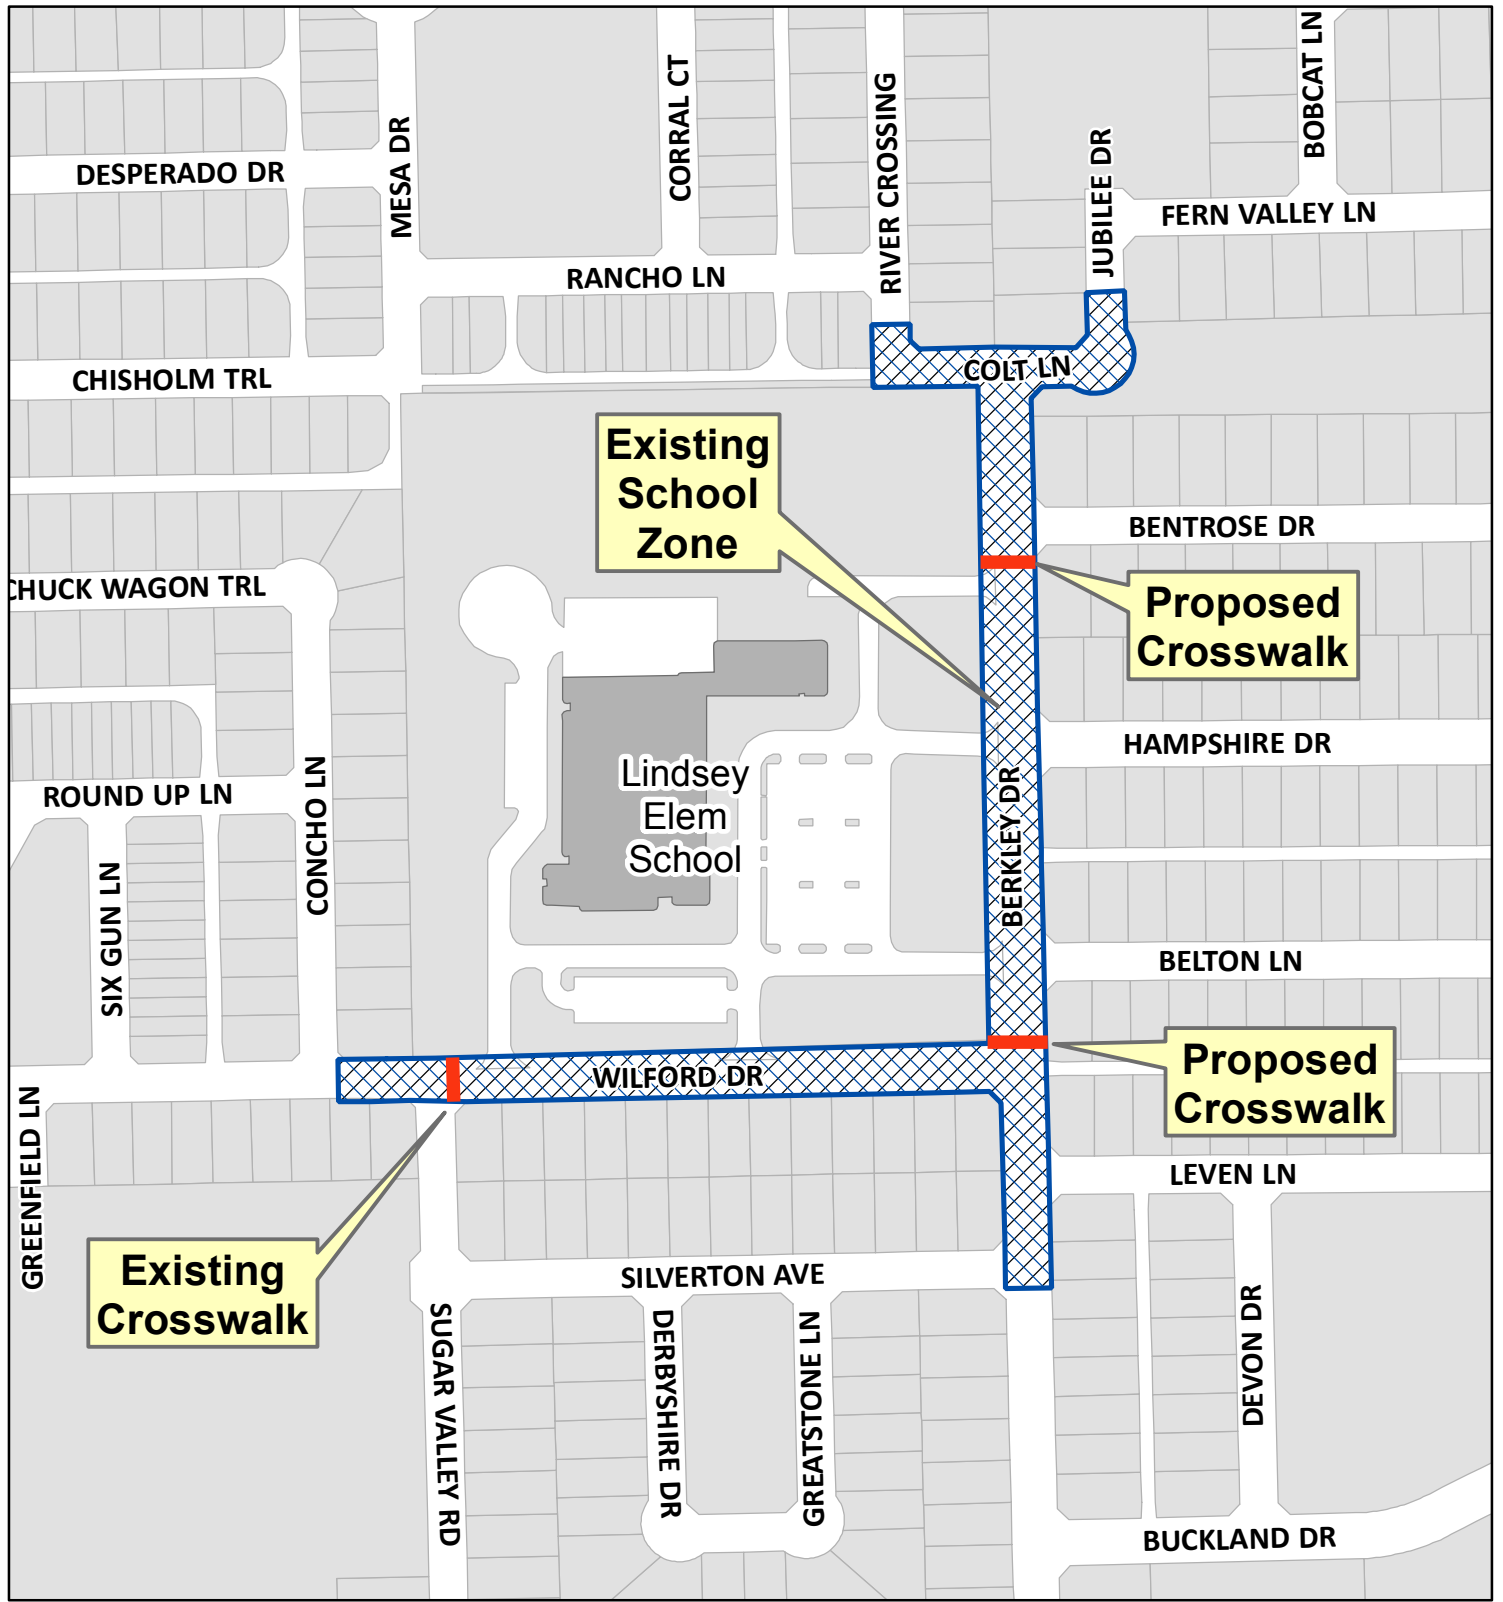 BOBCAT LN
CORRAL CT
RIVER CROSSING
MESA DR
JUBILEE DR
DESPERADO DR
FERN VALLEY LN
RANCHO LN
COLT LN
CHISHOLM TRL
Existing
School
Zone
BENTROSE DR
CHUCK WAGON TRL
Proposed
Crosswalk
HAMPSHIRE DR
Lindsey
Elem
School
BERKLEY DR
ROUND UP LN
CONCHO LN
SIX GUN LN
BELTON LN
WILFORD DR
Proposed
Crosswalk
GREENFIELD LN
LEVEN LN
Existing
Crosswalk
SILVERTON AVE
SUGAR VALLEY RD
DERBYSHIRE DR
GREATSTONE LN
DEVON DR
BUCKLAND DR